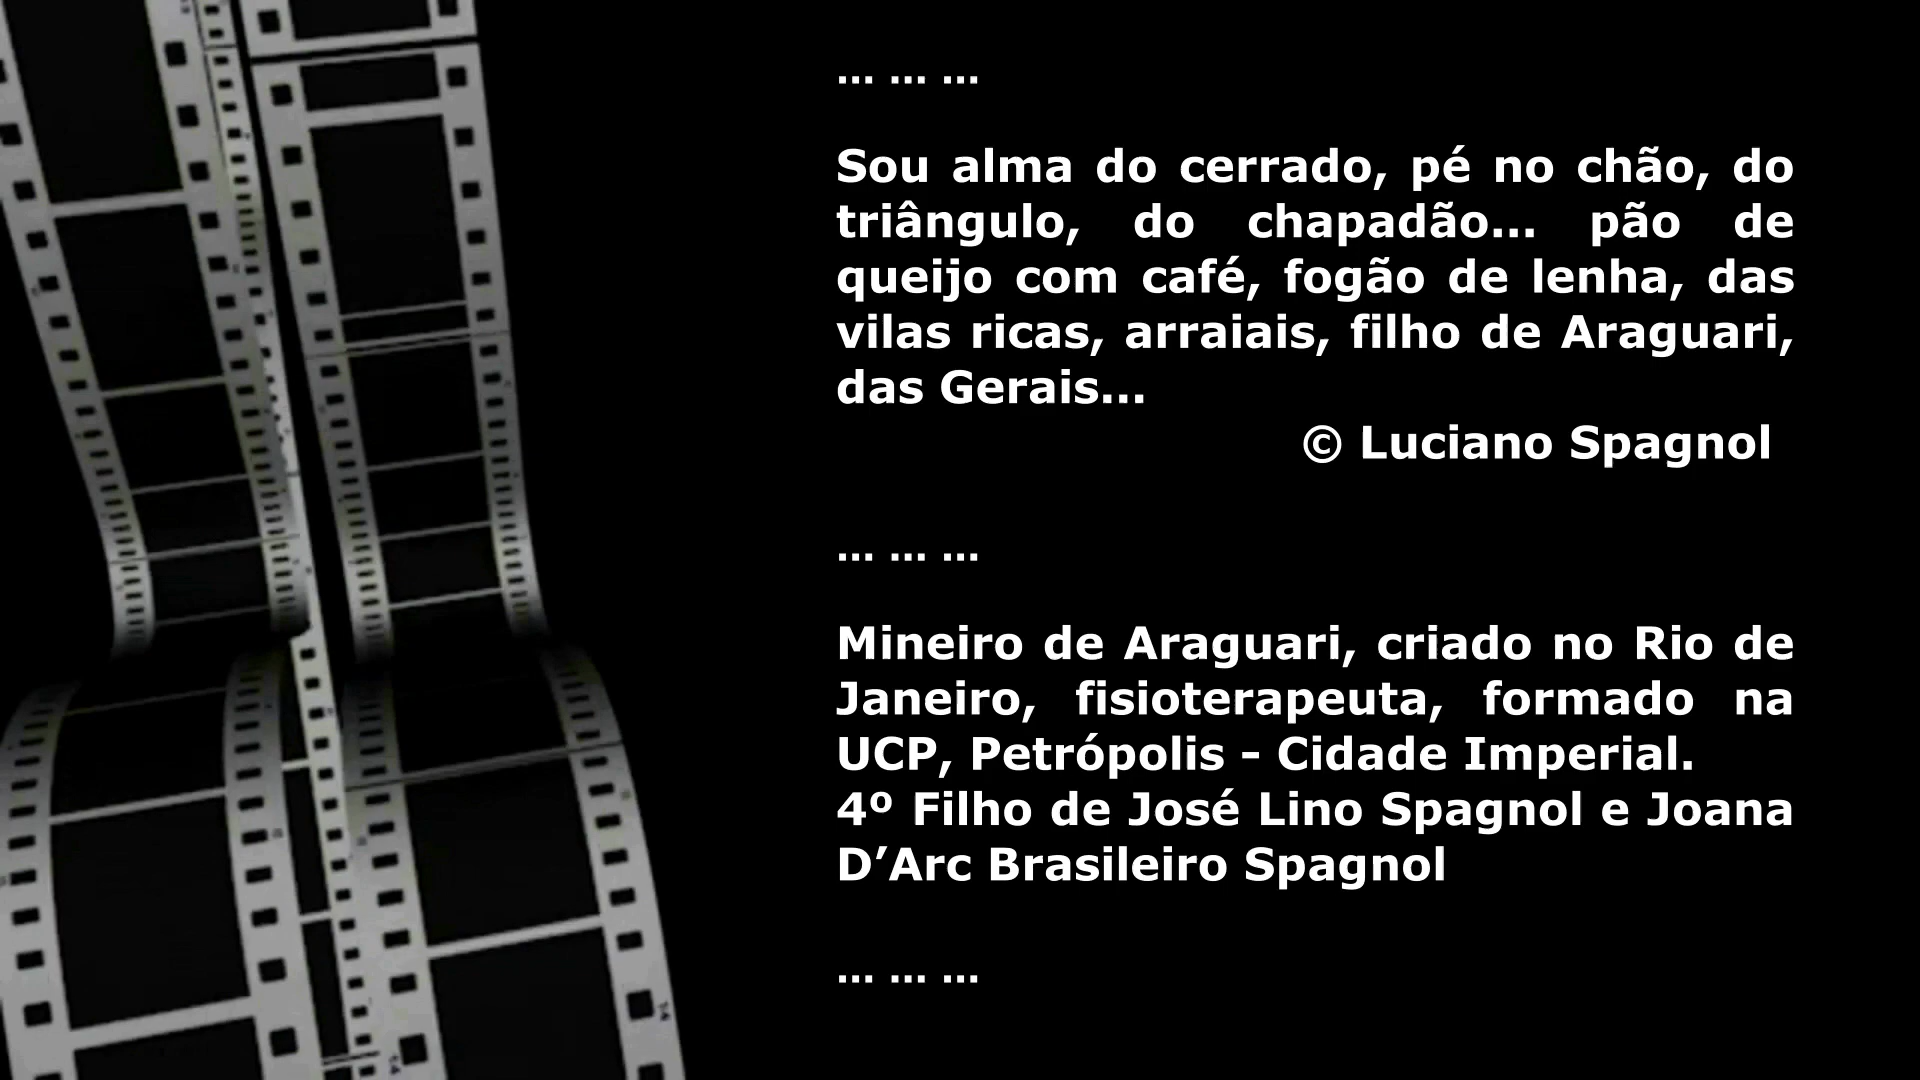 ... ... ...
Sou alma do cerrado, pé no chão, do
triângulo, do chapadão... pão de
queijo com café, fogão de lenha, das
vilas ricas, arraiais, filho de Araguari,
das Gerais...
© Luciano Spagnol
... ... ...
Mineiro de Araguari, criado no Rio de
Janeiro, fisioterapeuta, formado na
UCP, Petrópolis - Cidade Imperial.
4º Filho de José Lino Spagnol e Joana
D’Arc Brasileiro Spagnol
... ... ...